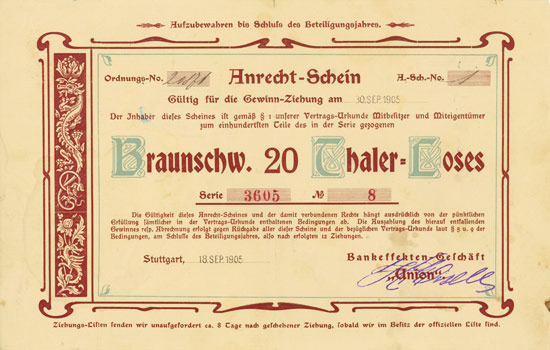 Aufzubewahren bis Schluß des Beteiligungsjahres.
Ordnungs-No. Anrecht-Schein A.-Sch.-No. 1
Gültig für die Gewinn-Ziehung am 30.SEP.1905
Der Inhaber dieses Scheines ist gemäß § 1 unserer Vertrags-Urkunde Mitbesitzer und Miteigentümer
zum einhundertsten Teile des in der Serie gezogenen
Braunschw. 20 Thaler-Loses
Serie 3605 № 8
Die Gültigkeit dieses Anrecht-Scheines und der damit verbundenen Rechte hängt ausdrücklich von der pünktlichen
Erfüllung sämtlicher in der Vertrags-Urkunde enthaltenen Bedingungen ab. Die Auszahlung des hierauf entfallenden
Gewinnes resp. Abrechnung erfolgt gegen Rückgabe aller dieser Scheine und der bezüglichen Vertrags-Urkunde laut § 5 u. 9 der
Bedingungen, am Schluße des Beteiligungsjahres, also nach erfolgten 12 Ziehungen.
Stuttgart, 18.SEP.1905 Bankeffekten-Geschäft
„Union“
Ziehungs-Listen senden wir unaufgefordert ca. 8 Tage nach geschehener Ziehung, sobald wir im Besitz der offiziellen Liste sind.